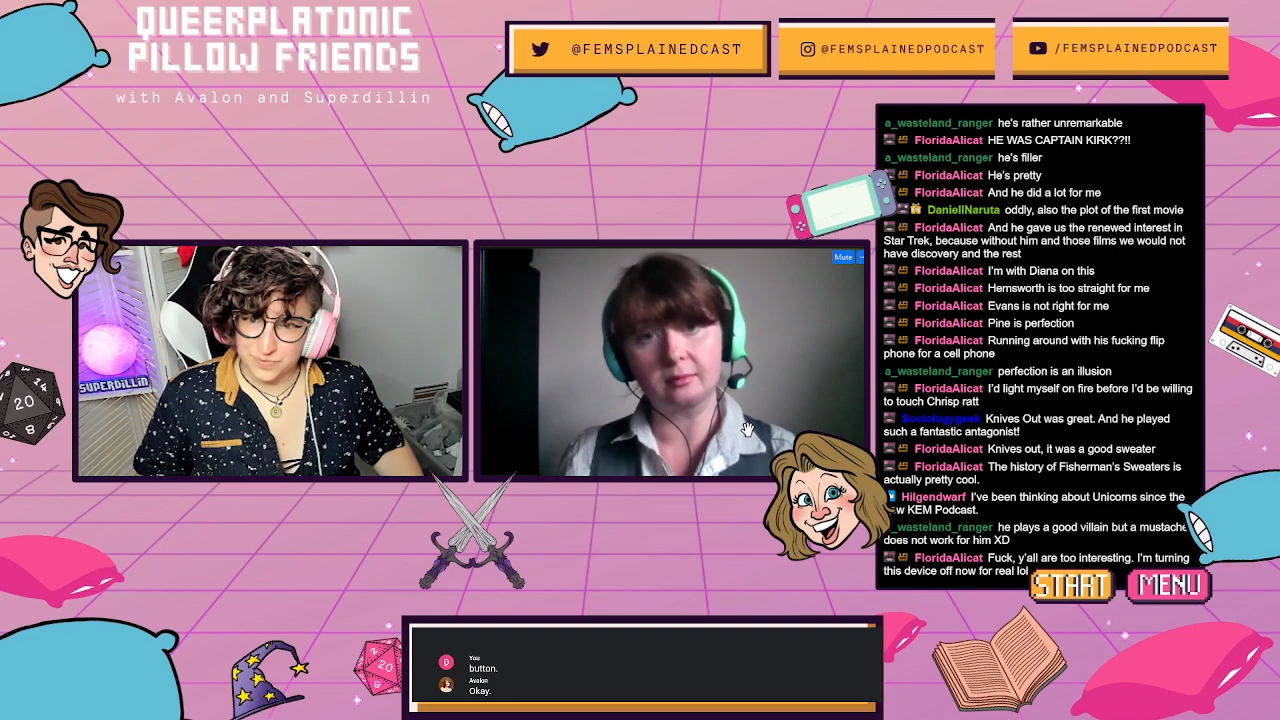 QUEERPLATONIC
PILLOW FRIENDS
with Avalon and Superdillin
@FEMSPLAINEDCAST
@FEMSPLAINEDPODCAST
/FEMSPLAINEDPODCAST
a_wasteland_ranger he's rather unremarkable
FloridaAlicat HE WAS CAPTAIN KIRK??!!
a_wasteland_ranger he's filler
FloridaAlicat He's pretty
FloridaAlicat And he did a lot for me
DaniellNaruta oddly, also the plot of the first movie
FloridaAlicat And he gave us the renewed interest in
Star Trek, because without him and those films we would not
have discovery and the rest
FloridaAlicat I'm with Diana on this
FloridaAlicat Hemsworth is too straight for me
FloridaAlicat Evans is not right for me
FloridaAlicat Pine is perfection
FloridaAlicat Running around with his fucking flip
phone for a cell phone
a_wasteland_ranger perfection is an illusion
FloridaAlicat I'd light myself on fire before I'd be willing
to touch Chrisp ratt
Sociologygeek Knives Out was great. And he played
such a fantastic antagonist!
FloridaAlicat Knives out, it was a good sweater
FloridaAlicat The history of Fisherman's Sweaters is
actually pretty cool.
Hilgendwarf I've been thinking about Unicorns since the
w KEM Podcast.
a_wasteland_ranger he plays a good villain but a mustache
does not work for him XD
FloridaAlicat Fuck, y'all are too interesting. I'm turning
this device off now for real lol
START
MENU
Mute
SUPERDILLIN
20
14
8
20
D
You
button.
Avalon
Okay.